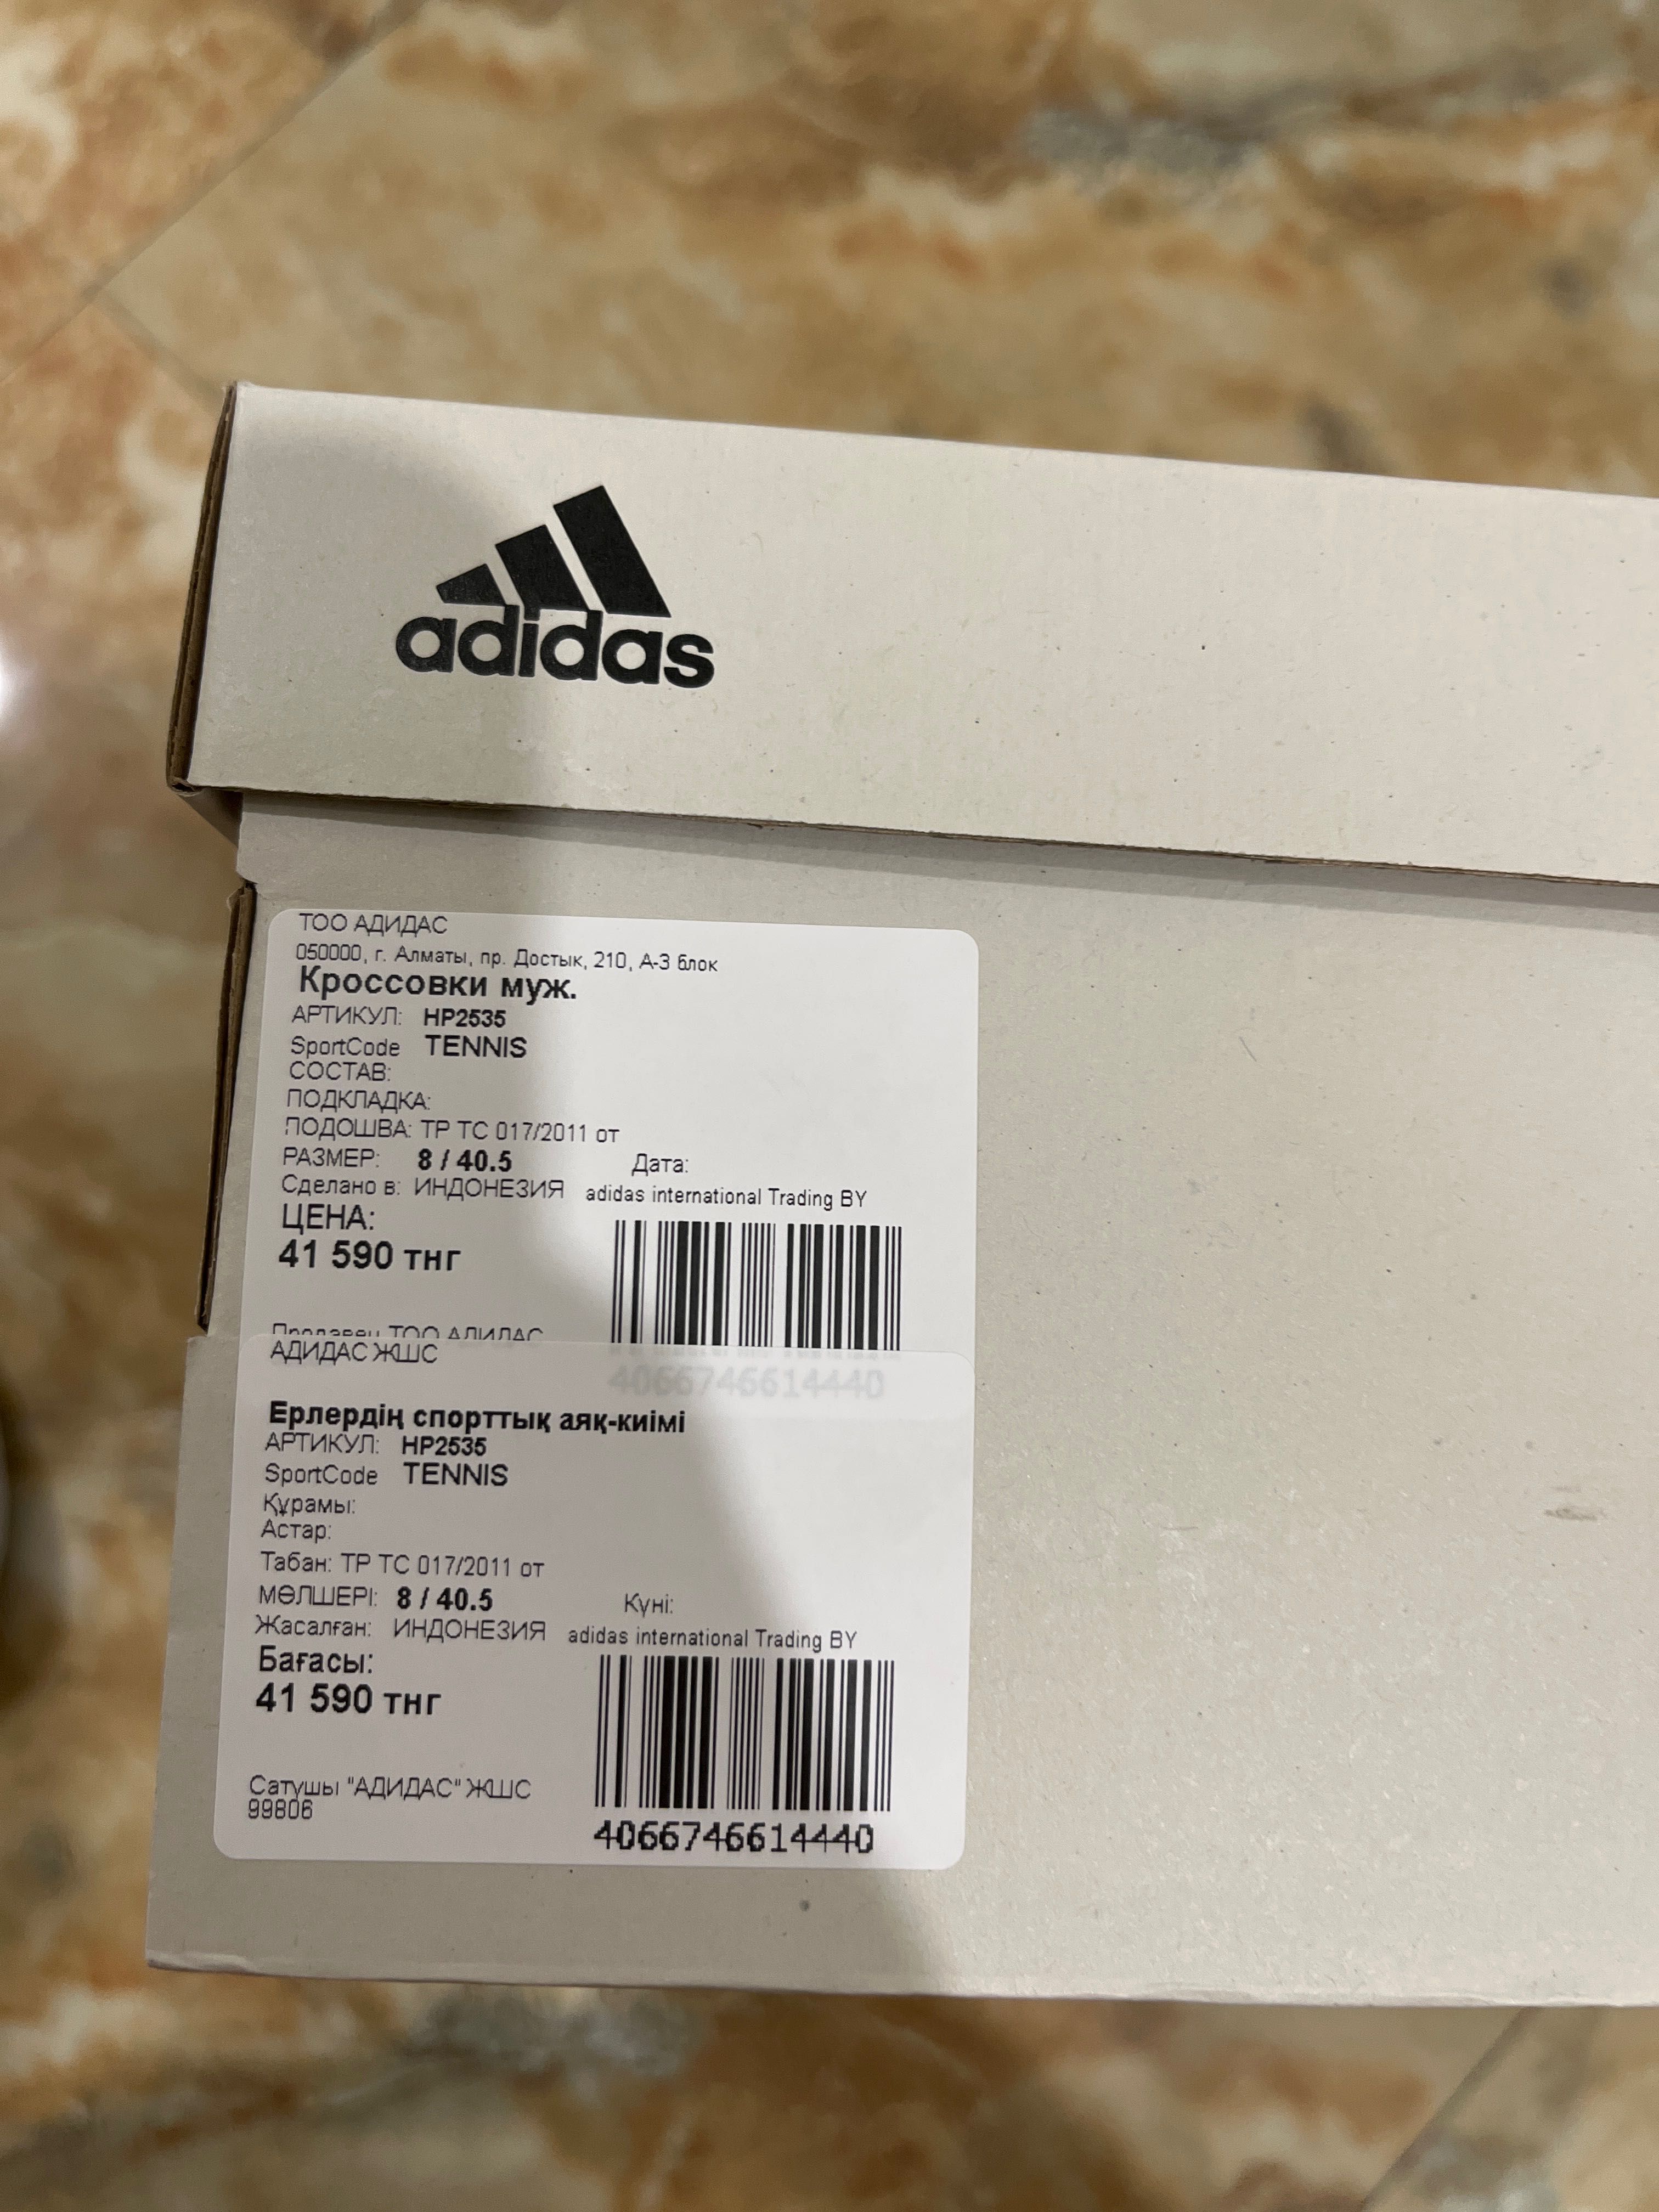 adidas
ТОО АДИДАС
050000, г. Алматы, пр. Достык, 210, А-3 блок
Кроссовки муж.
АРТИКУЛ: HP2535
SportCode TENNIS
СОСТАВ:
ПОДКЛАДКА:
ПОДОШВА: ТР ТС 017/2011 от
РАЗМЕР: 8 / 40.5 Дата:
Сделано в: ИНДОНЕЗИЯ adidas international Trading BY
ЦЕНА:
41 590 тнг
Продавец ТОО АДИДАС
4066746614440
АДИДАС ЖШС
Ерлердің спорттық аяқ-киімі
АРТИКУЛ: HP2535
SportCode TENNIS
Құрамы:
Астар:
Табан: ТР ТС 017/2011 от
МӨЛШЕРІ: 8 / 40.5 Күні:
Жасалған: ИНДОНЕЗИЯ adidas international Trading BY
Бағасы:
41 590 тнг
Сатушы "АДИДАС" ЖШС
99806
4066746614440